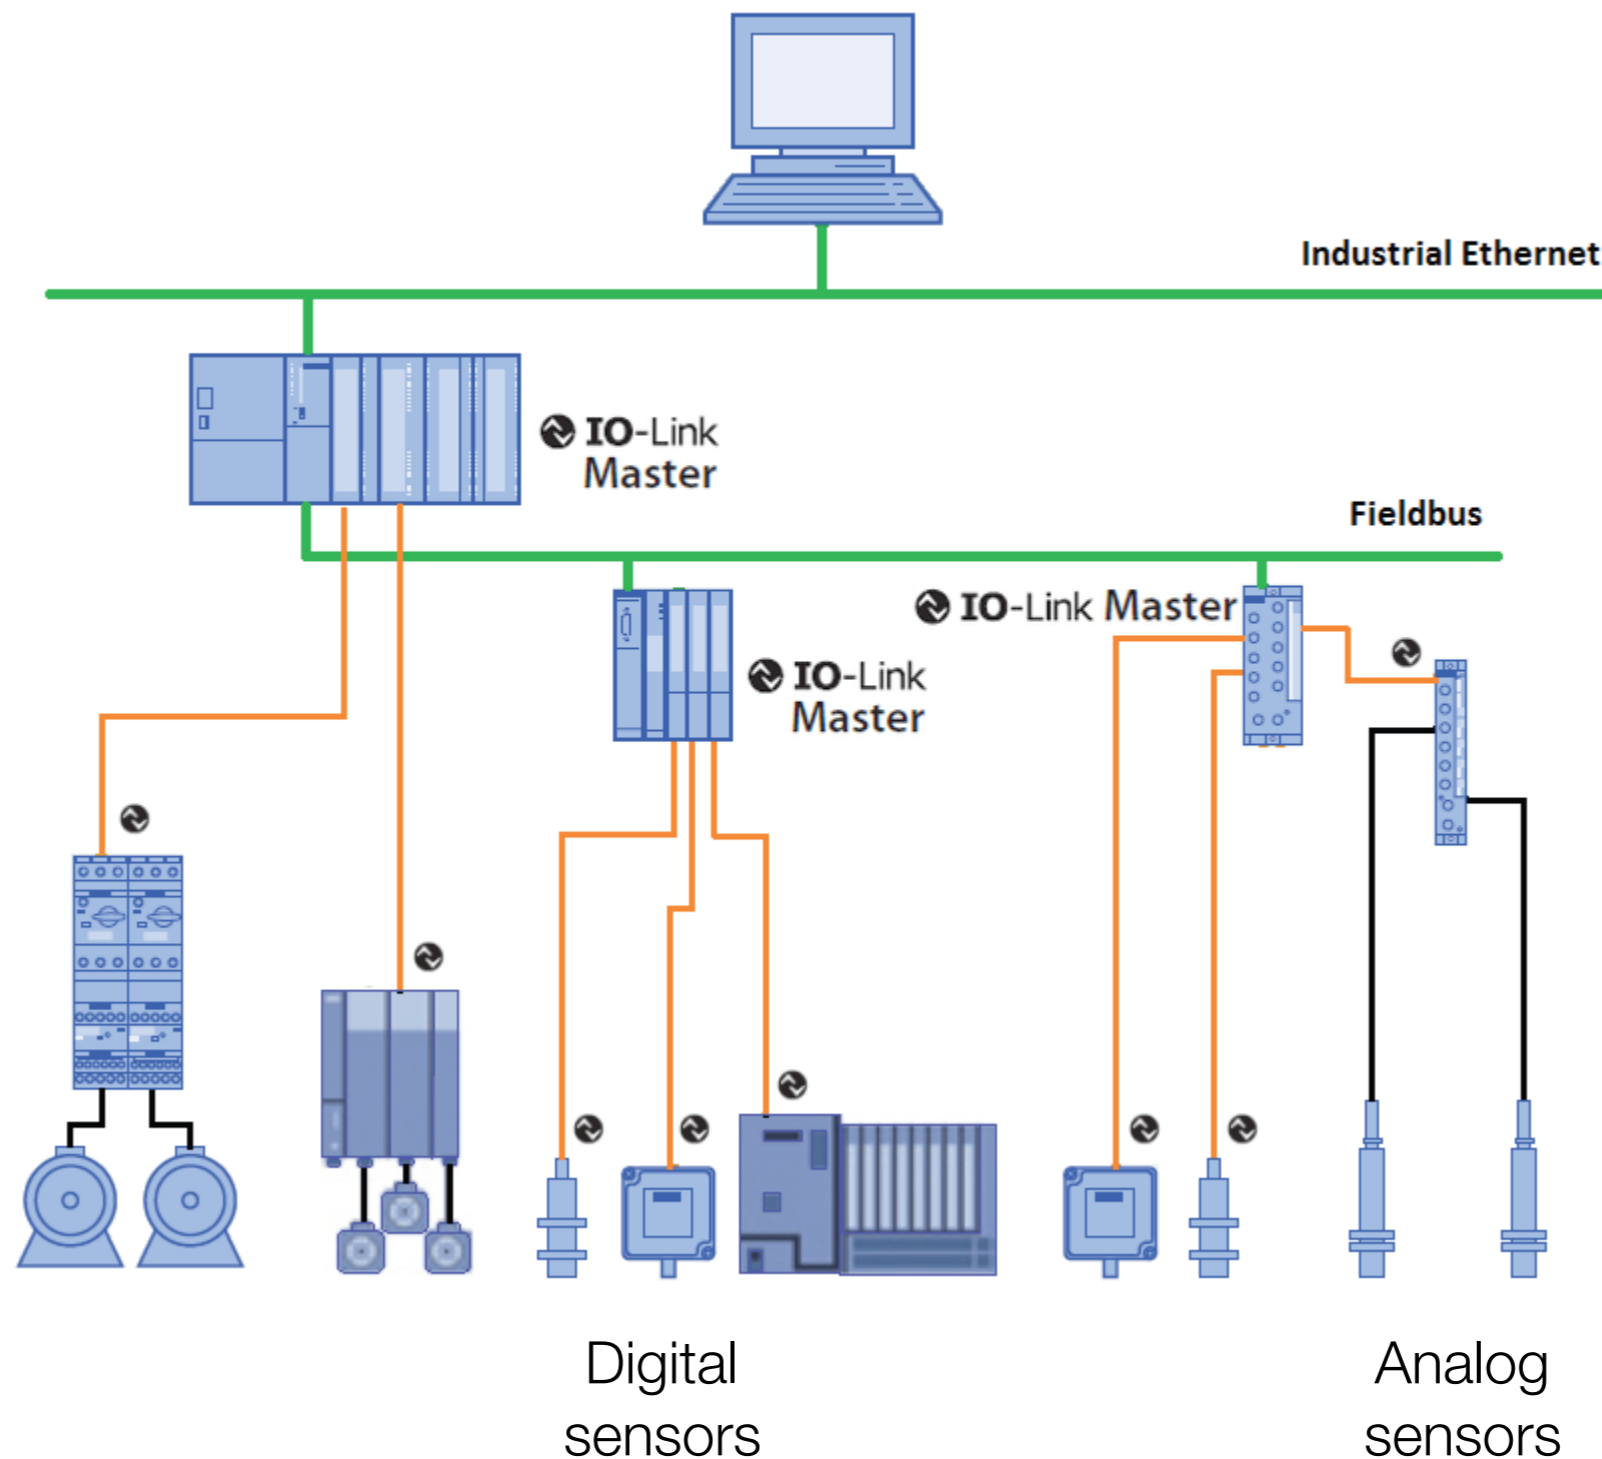 Industrial Ethernet
IO-Link
Master
Fieldbus
IO-Link Master
IO-Link
Master
Digital
sensors
Analog
sensors